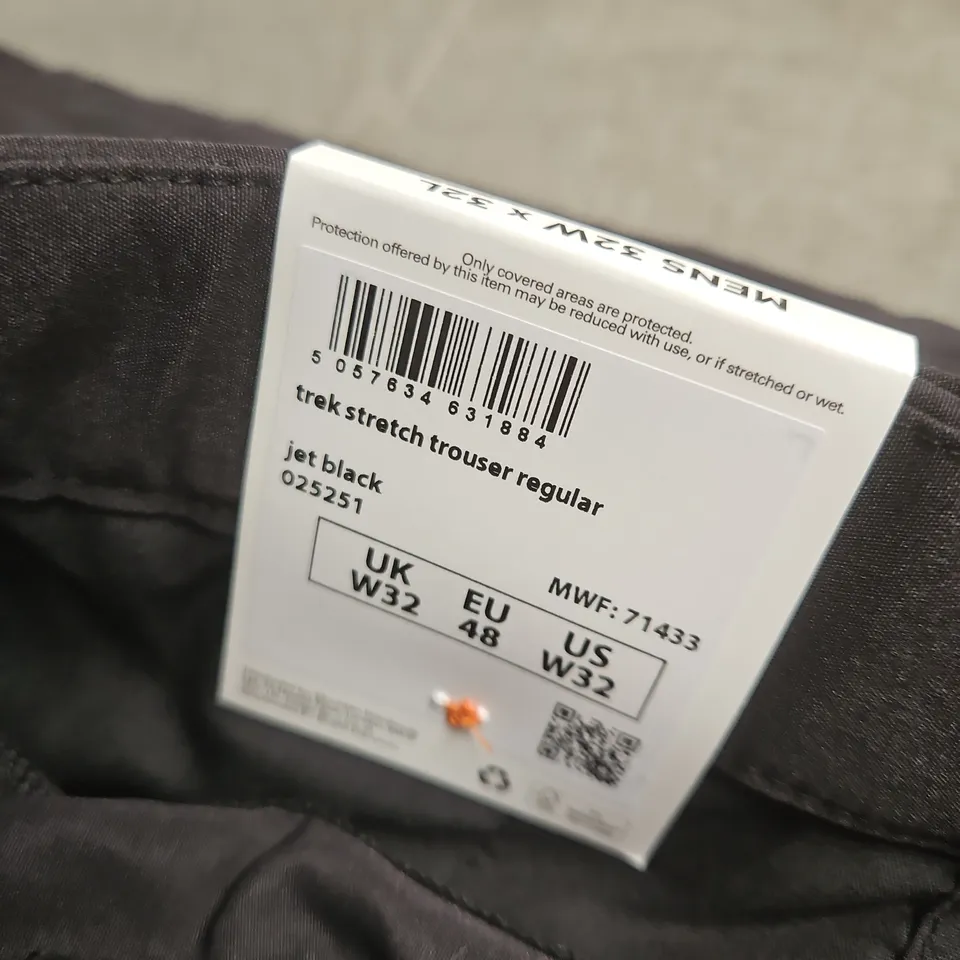 MENS 32W X 32L
Only covered areas are protected.
Protection offered by this item may be reduced with use, or if stretched or wet.
5 057634 631884
trek stretch trouser regular
jet black
025251
MWF: 71433
UK EU US
W32 48 W32